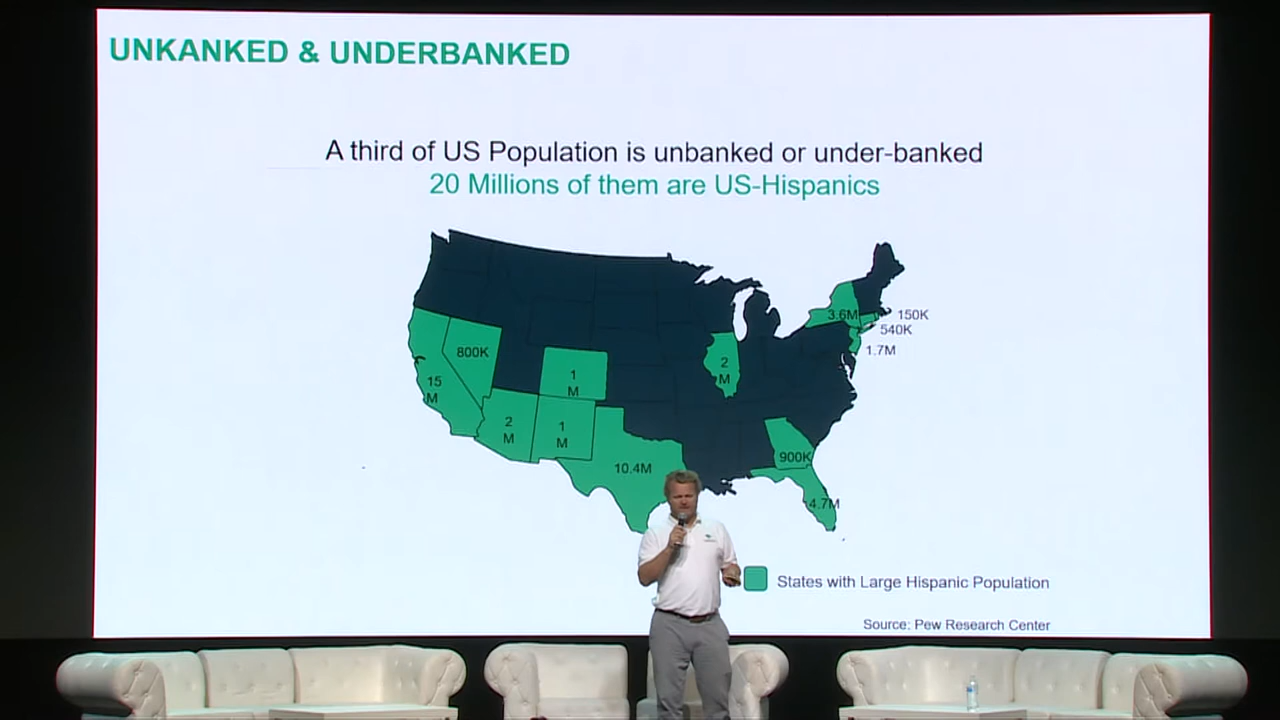 UNKANKED & UNDERBANKED
A third of US Population is unbanked or under-banked
20 Millions of them are US-Hispanics
3.6M
150K
540K
1.7M
800K
1
M
2
M
15
M
2
M
1
M
10.4M
900K
4.7M
States with Large Hispanic Population
Source: Pew Research Center